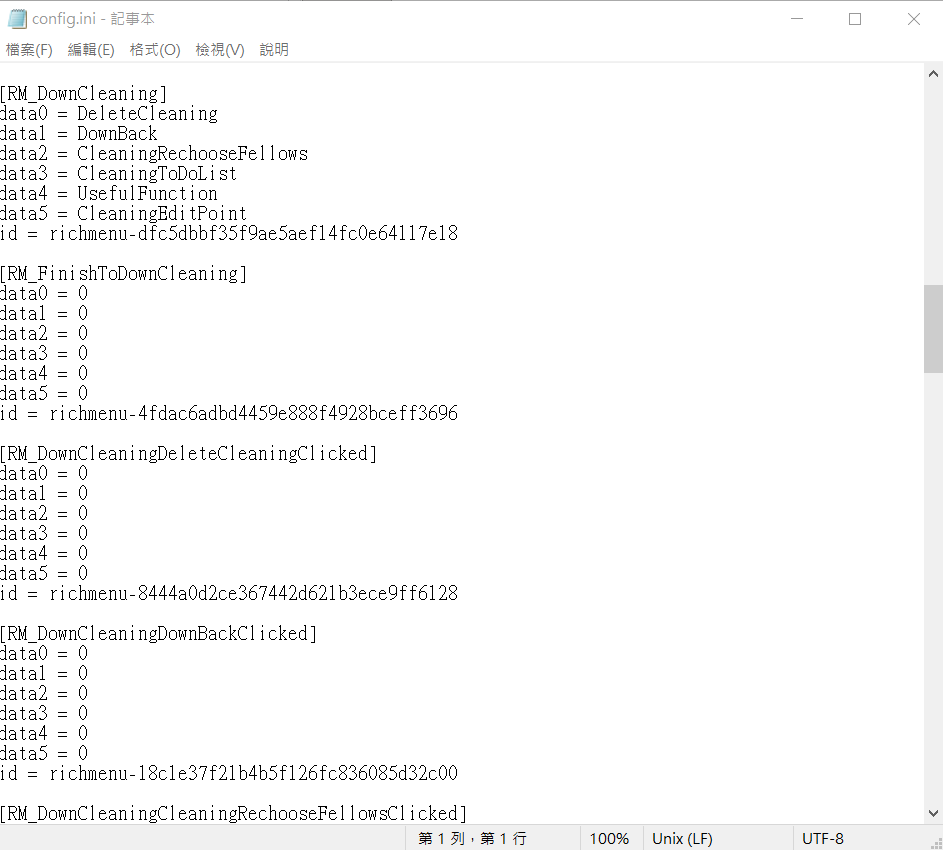 config.ini - 記事本
檔案(F) 編輯(E) 格式(O) 檢視(V) 說明
[RM_DownCleaning]
data0 = DeleteCleaning
data1 = DownBack
data2 = CleaningRechooseFellows
data3 = CleaningToDoList
data4 = UsefulFunction
data5 = CleaningEditPoint
id = richmenu-dfc5dbbf35f9ae5aef14fc0e64117e18
[RM_FinishToDownCleaning]
data0 = 0
data1 = 0
data2 = 0
data3 = 0
data4 = 0
data5 = 0
id = richmenu-4fdac6adbd4459e888f4928bceff3696
[RM_DownCleaningDeleteCleaningClicked]
data0 = 0
data1 = 0
data2 = 0
data3 = 0
data4 = 0
data5 = 0
id = richmenu-8444a0d2ce367442d621b3ece9ff6128
[RM_DownCleaningDownBackClicked]
data0 = 0
data1 = 0
data2 = 0
data3 = 0
data4 = 0
data5 = 0
id = richmenu-18c1e37f21b4b5f126fc836085d32c00
[RM_DownCleaningCleaningRechooseFellowsClicked]
第 1 列，第 1 行 100% Unix (LF) UTF-8